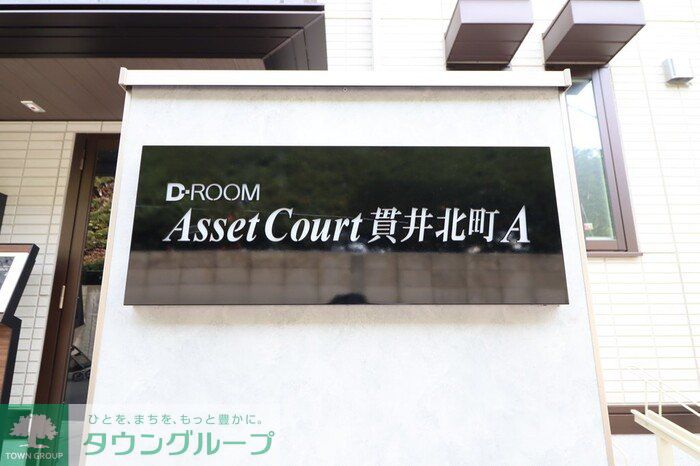 D-ROOM
Asset Court 貫井北町 A
ひとを、まちを、もっと豊かに。
タウングループ
TOWN GROUP